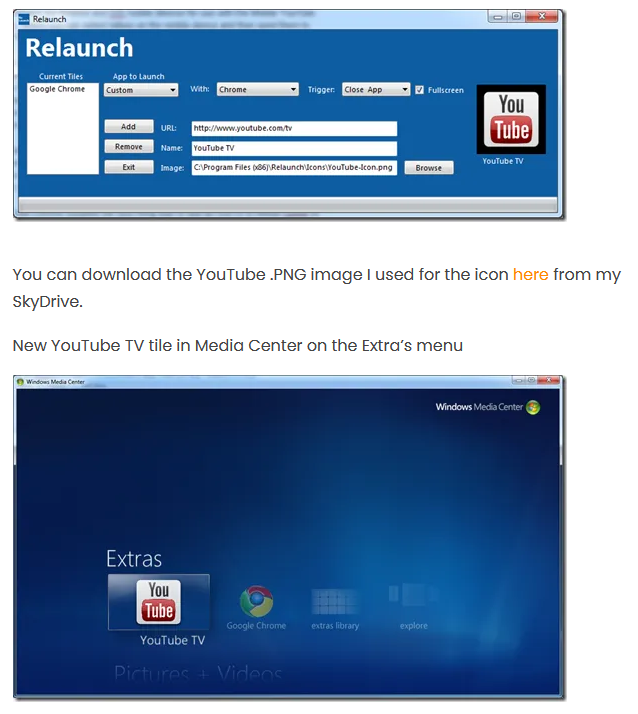 Relaunch
Relaunch
Current Tiles
App to Launch
Google Chrome
Custom
With:
Chrome
Trigger:
Close App
Fullscreen
You
Tube
YouTube TV
Add
URL:
http://www.youtube.com/tv
Remove
Name:
YouTube TV
Exit
Image:
C:\Program Files (x86)\Relaunch\Icons\YouTube-Icon.png
Browse
You can download the YouTube .PNG image I used for the icon here from my
SkyDrive.
New YouTube TV tile in Media Center on the Extra’s menu
Windows Media Center
Windows Media Center
Extras
You
Tube
YouTube TV
Google Chrome
extras library
explore
Pictures + Videos